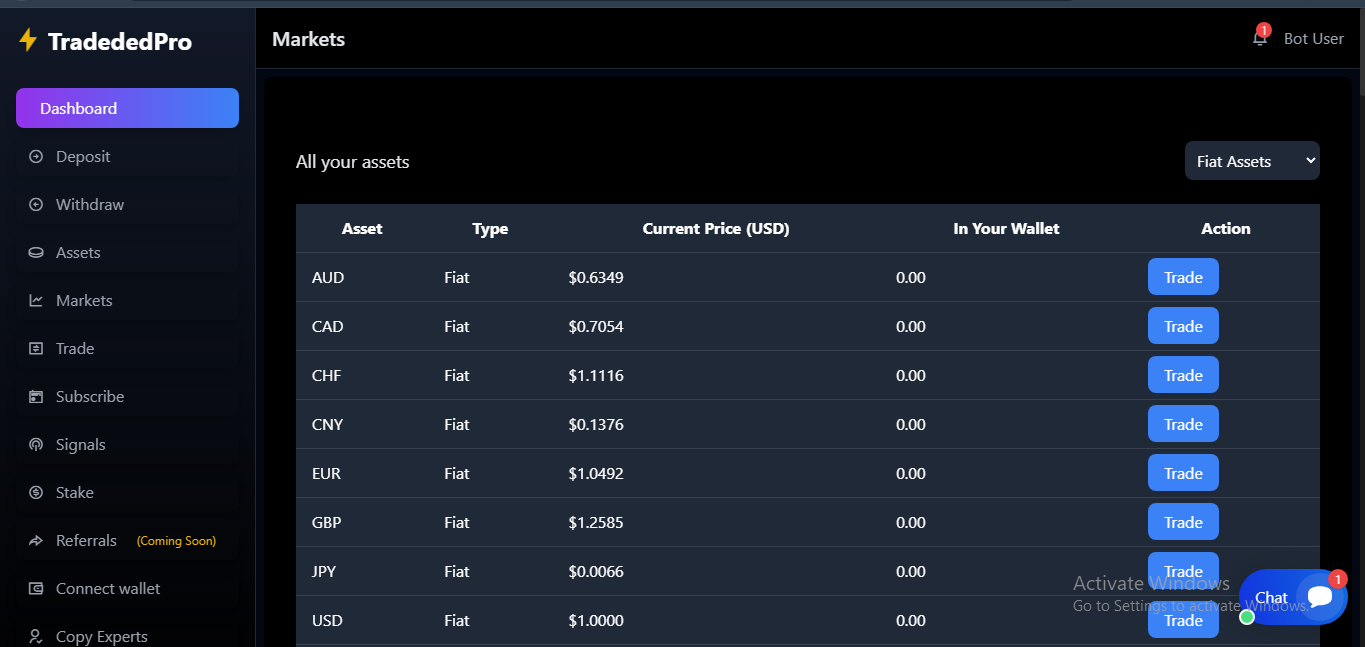 TradedPro
Markets
1
Bot User
Dashboard
Deposit
Withdraw
Assets
Markets
Trade
Subscribe
Signals
Stake
Referrals (Coming Soon)
Connect wallet
Copy Experts
All your assets
Fiat Assets
Asset Type Current Price (USD) In Your Wallet Action
AUD Fiat $0.6349 0.00 Trade
CAD Fiat $0.7054 0.00 Trade
CHF Fiat $1.1116 0.00 Trade
CNY Fiat $0.1376 0.00 Trade
EUR Fiat $1.0492 0.00 Trade
GBP Fiat $1.2585 0.00 Trade
JPY Fiat $0.0066 0.00 Trade
USD Fiat $1.0000 0.00 Trade
Activate Windows
Go to Settings to activate Windows.
Chat
1